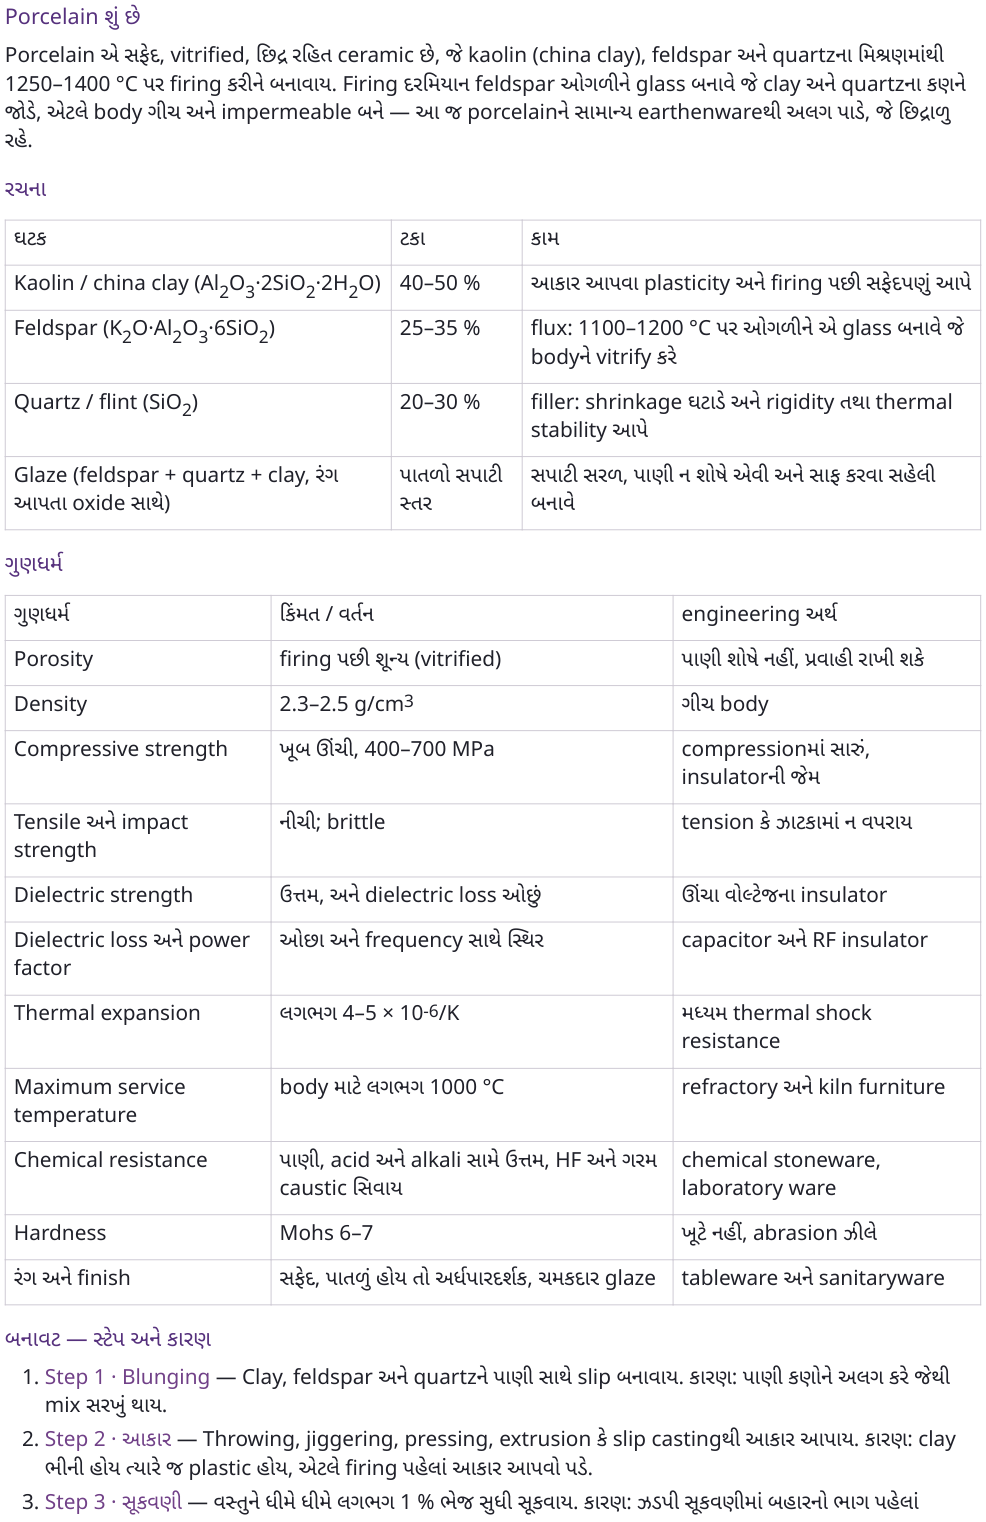 Porcelain શું છે
Porcelain એ સફેદ, vitrified, છિદ્ર રહિત ceramic છે, જે kaolin (china clay), feldspar અને quartzના મિશ્રણમાંથી
1250–1400 °C પર firing કરીને બનાવાય. Firing દરમિયાન feldspar ઓગળીને glass બનાવે જે clay અને quartzના કણને
જોડે, એટલે body ગીચ અને impermeable બને — આ જ porcelainને સામાન્ય earthenwareથી અલગ પાડે, જે છિદ્રાળુ
રહે.
રચના
ઘટક ટકા કામ
Kaolin / china clay (Al₂O₃·2SiO₂·2H₂O) 40–50 % આકાર આપવા plasticity અને firing પછી સફેદપણું આપે
Feldspar (K₂O·Al₂O₃·6SiO₂) 25–35 % flux: 1100–1200 °C પર ઓગળીને એ glass બનાવે જે
bodyને vitrify કરે
Quartz / flint (SiO₂) 20–30 % filler: shrinkage ઘટાડે અને rigidity તથા thermal
stability આપે
Glaze (feldspar + quartz + clay, રંગ પાતળો સપાટી સપાટી સરળ, પાણી ન શોષે એવી અને સાફ કરવા સહેલી
આપતા oxide સાથે) સ્તર બનાવે
ગુણધર્મ
ગુણધર્મ કિંમત / વર્તન engineering અર્થ
Porosity firing પછી શૂન્ય (vitrified) પાણી શોષે નહીં, પ્રવાહી રાખી શકે
Density 2.3–2.5 g/cm³ ગીચ body
Compressive strength ખૂબ ઊંચી, 400–700 MPa compressionમાં સારું,
insulatorની જેમ
Tensile અને impact નીચી; brittle tension કે ઝાટકામાં ન વપરાય
strength
Dielectric strength ઉત્તમ, અને dielectric loss ઓછું ઊંચા વોલ્ટેજના insulator
Dielectric loss અને power ઓછા અને frequency સાથે સ્થિર capacitor અને RF insulator
factor
Thermal expansion લગભગ 4–5 × 10⁻⁶/K મધ્યમ thermal shock
resistance
Maximum service body માટે લગભગ 1000 °C refractory અને kiln furniture
temperature
Chemical resistance પાણી, acid અને alkali સામે ઉત્તમ, HF અને ગરમ chemical stoneware,
caustic સિવાય laboratory ware
Hardness Mohs 6–7 ખૂટે નહીં, abrasion ઝીલે
રંગ અને finish સફેદ, પાતળું હોય તો અર્ધપારદર્શક, ચમકદાર glaze tableware અને sanitaryware
બનાવટ — સ્ટેપ અને કારણ
1. Step 1 · Blunging — Clay, feldspar અને quartzને પાણી સાથે slip બનાવાય. કારણ: પાણી કણોને અલગ કરે જેથી
mix સરખું થાય.
2. Step 2 · આકાર — Throwing, jiggering, pressing, extrusion કે slip castingથી આકાર આપાય. કારણ: clay
ભીની હોય ત્યારે જ plastic હોય, એટલે firing પહેલાં આકાર આપવો પડે.
3. Step 3 · સૂકવણી — વસ્તુને ધીમે ધીમે લગભગ 1 % ભેજ સુધી સૂકવાય. કારણ: ઝડપી સૂકવણીમાં બહારનો ભાગ પહેલાં